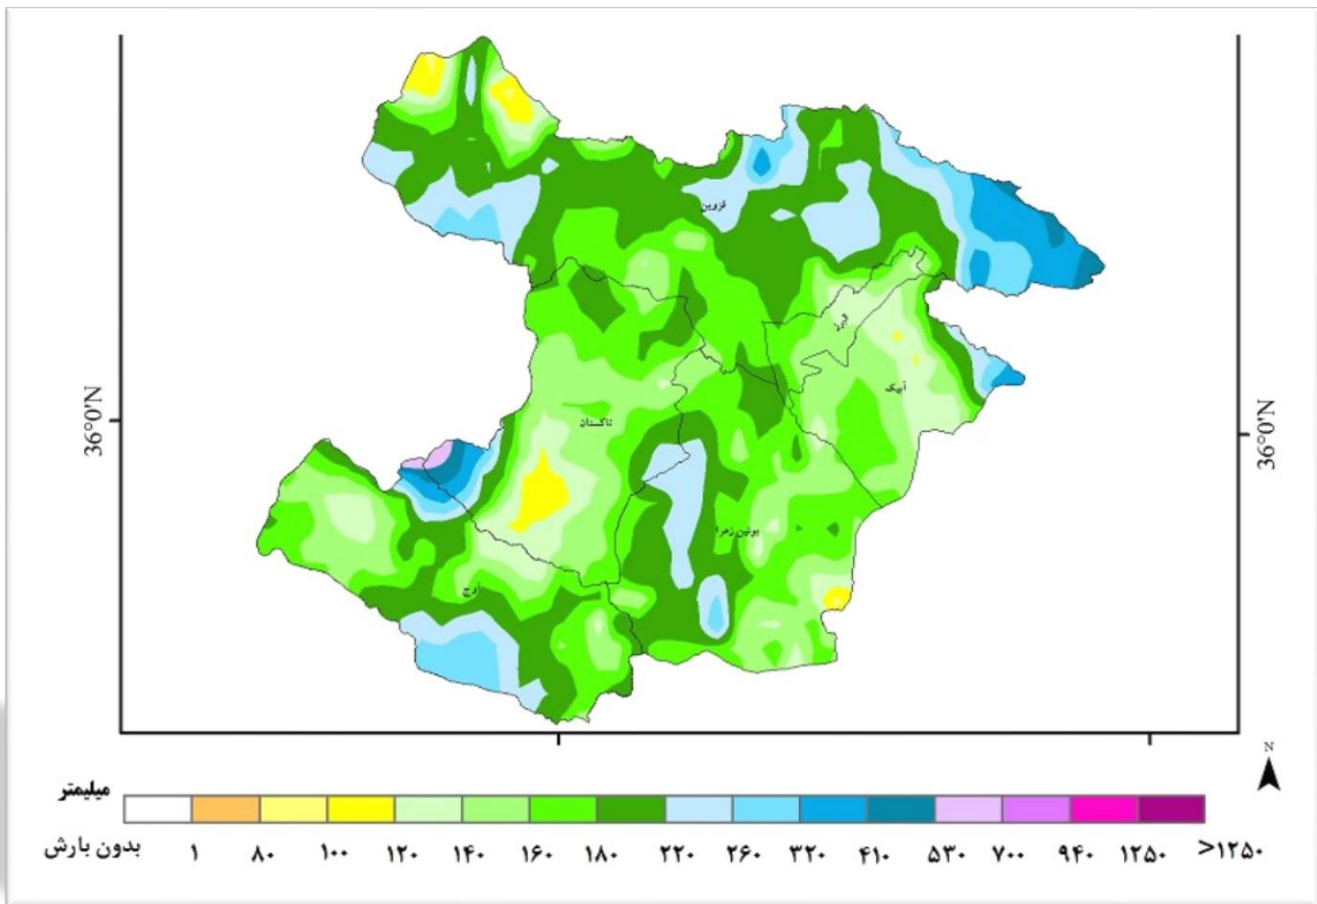 قزوین
آبیک
تاکستان
بوئین زهرا
آوج
36°0'N
36°0'N
N
میلیمتر
بدون بارش ۱ ۸۰ ۱۰۰ ۱۲۰ ۱۴۰ ۱۶۰ ۱۸۰ ۲۲۰ ۲۶۰ ۳۲۰ ۴۱۰ ۵۳۰ ۷۰۰ ۹۴۰ ۱۲۵۰ >۱۲۵۰